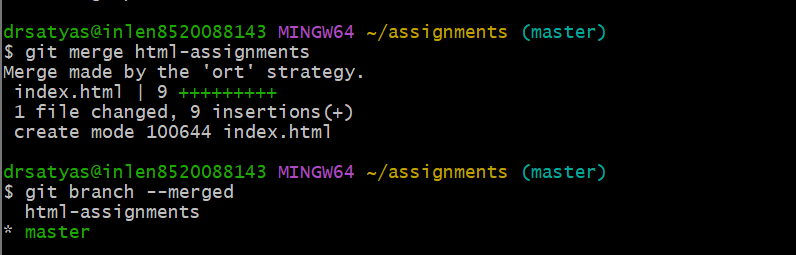 drsatyas@inlen8520088143 MINGW64 ~/assignments (master)
$ git merge html-assignments
Merge made by the 'ort' strategy.
 index.html | 9 +++++++++
 1 file changed, 9 insertions(+)
 create mode 100644 index.html
drsatyas@inlen8520088143 MINGW64 ~/assignments (master)
$ git branch --merged
  html-assignments
* master